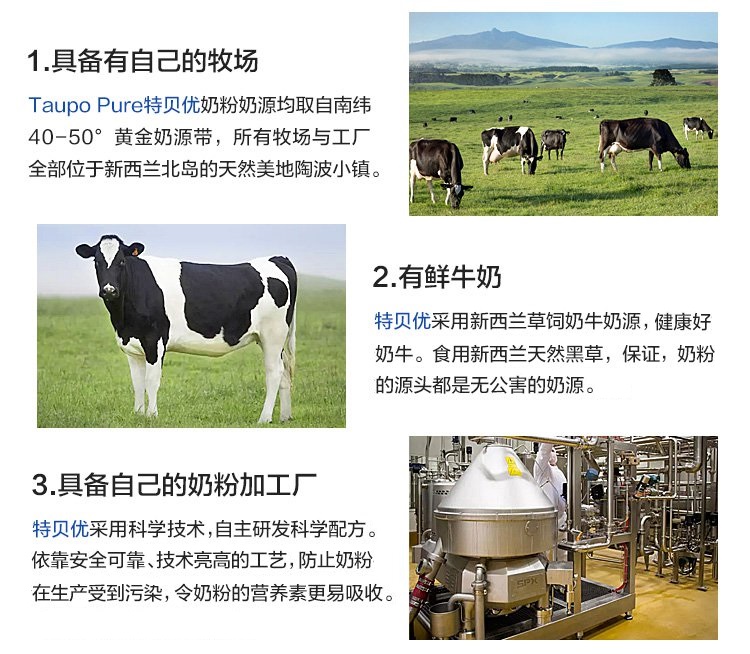 1.具备有自己的牧场
Taupo Pure特贝优奶粉奶源均取自南纬
40-50°黄金奶源带，所有牧场与工厂
全部位于新西兰北岛的天然美地陶波小镇。
2.有鲜牛奶
特贝优采用新西兰草饲奶牛奶源，健康好
奶牛。食用新西兰天然黑草，保证，奶粉
的源头都是无公害的奶源。
3.具备自己的奶粉加工厂
特贝优采用科学技术，自主研发科学配方。
依靠安全可靠、技术亮高的工艺，防止奶粉
在生产受到污染，令奶粉的营养素更易吸收。
SPX